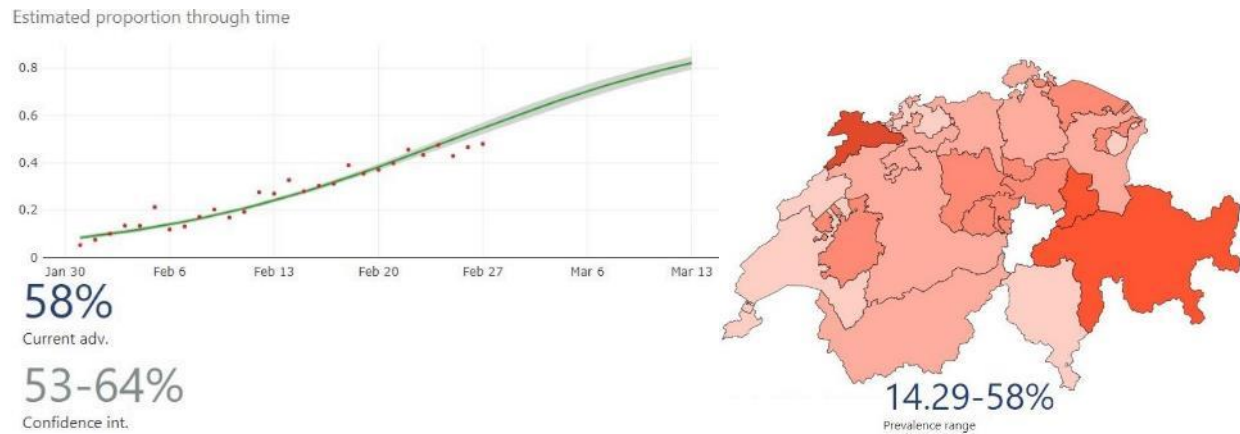 Estimated proportion through time
0.8
0.6
0.4
0.2
0
Jan 30 Feb 6 Feb 13 Feb 20 Feb 27 Mar 6 Mar 13
58%
Current adv.
53-64%
Confidence int.
14.29-58%
Prevalence range